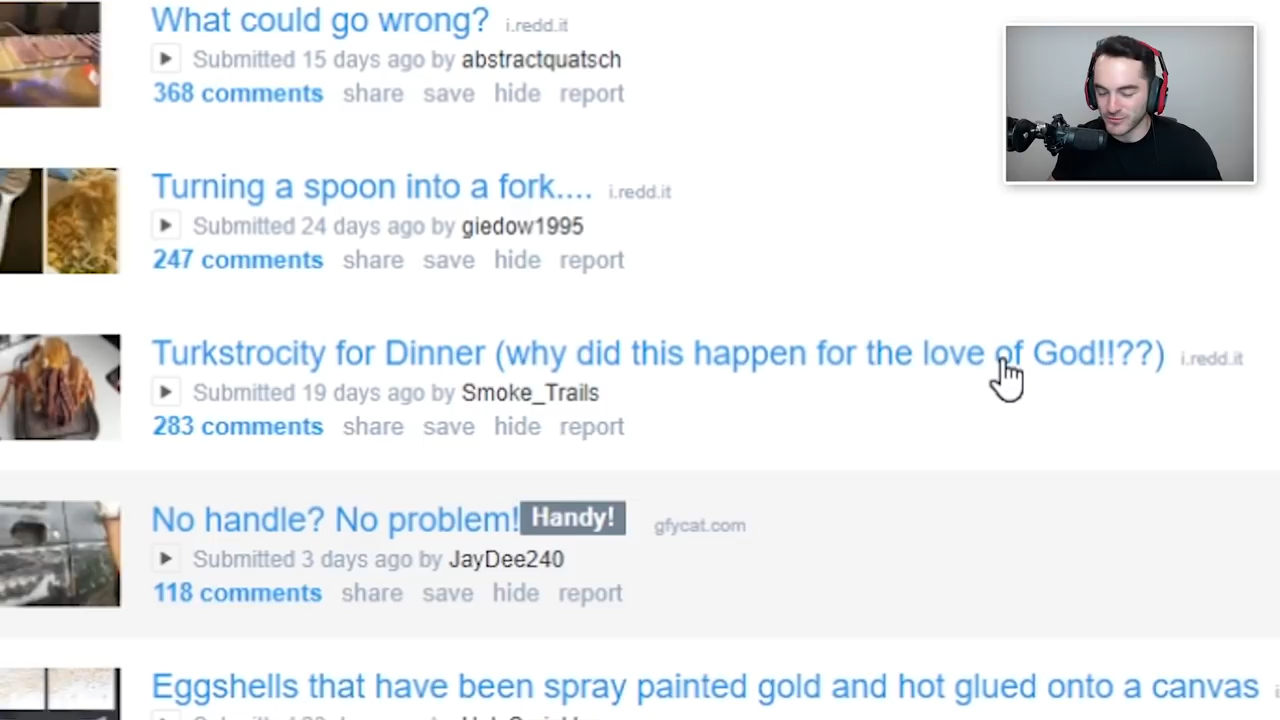 What could go wrong? i.redd.it
Submitted 15 days ago by abstractquatsch
368 comments share save hide report
Turning a spoon into a fork.... i.redd.it
Submitted 24 days ago by giedow1995
247 comments share save hide report
Turkstrocity for Dinner (why did this happen for the love of God!!??) i.redd.it
Submitted 19 days ago by Smoke_Trails
283 comments share save hide report
No handle? No problem! Handy! gfycat.com
Submitted 3 days ago by JayDee240
118 comments share save hide report
Eggshells that have been spray painted gold and hot glued onto a canvas